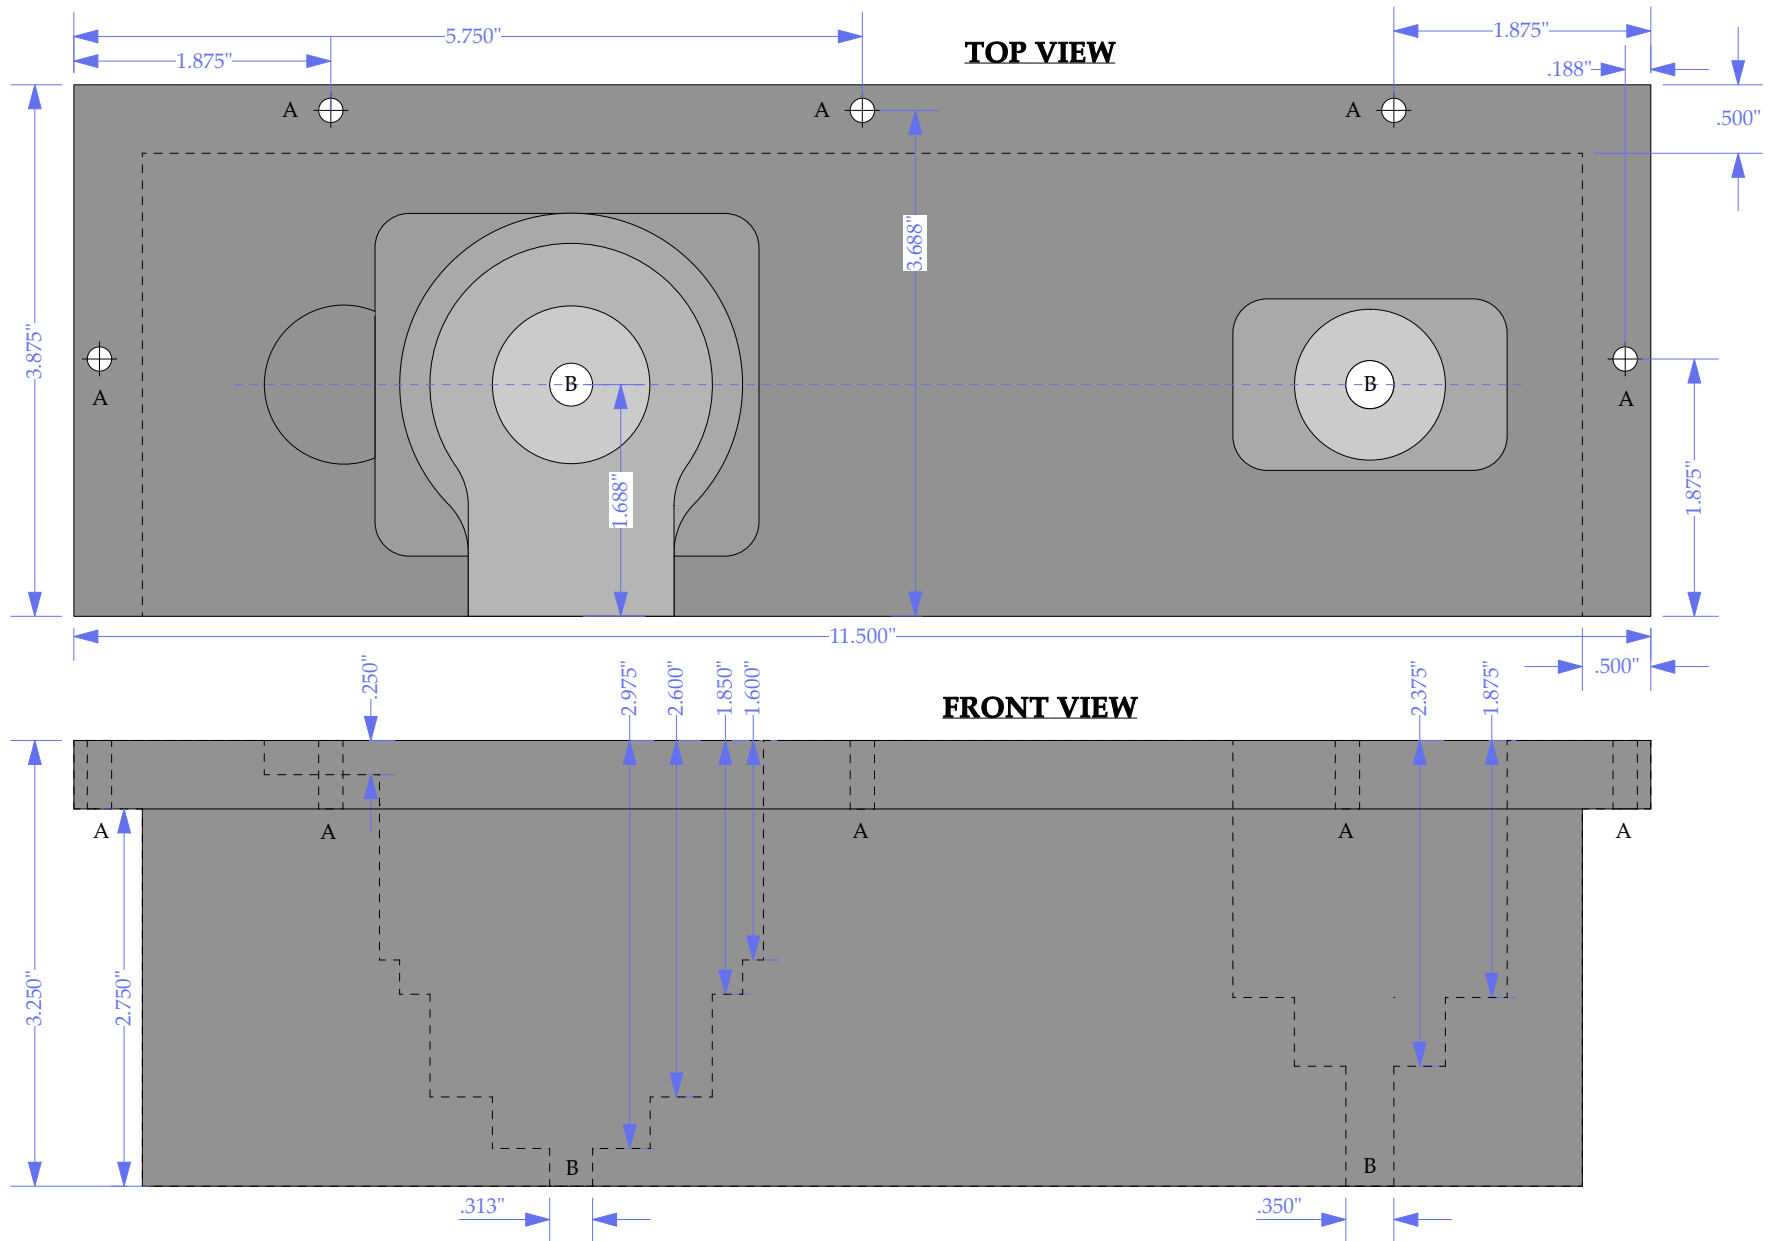 5.750"
1.875"
TOP VIEW
1.875"
.188"
A
A
A
.500"
3.688"
3.875"
B
B
A
A
1.688"
1.875"
11.500"
.500"
.250"
2.975"
2.600"
1.850"
1.600"
2.375"
1.875"
FRONT VIEW
A
A
A
A
A
3.250"
2.750"
B
B
.313"
.350"